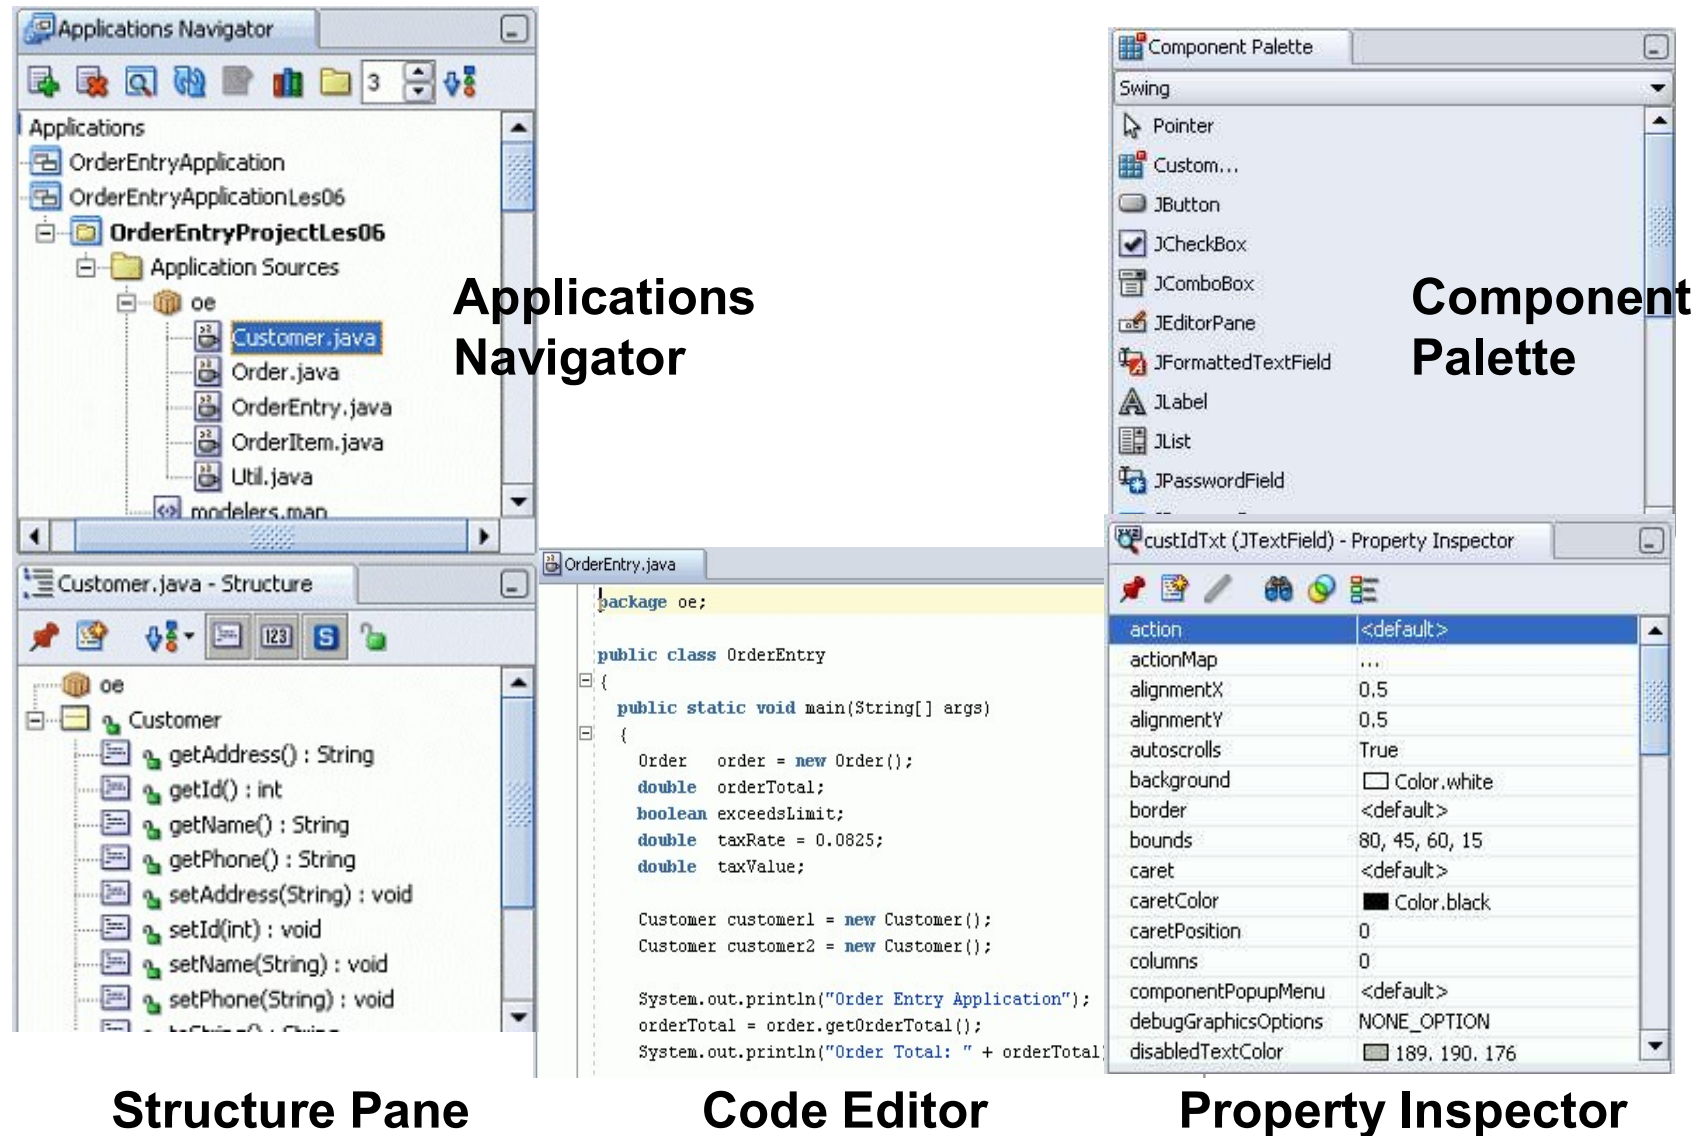 Applications Navigator
3
Applications
OrderEntryApplication
OrderEntryApplicationLes06
OrderEntryProjectLes06
Application Sources
oe
Customer.java
Order.java
OrderEntry.java
OrderItem.java
Util.java
modelers.map
Applications
Navigator
Component Palette
Swing
Pointer
Custom...
JButton
JCheckBox
JComboBox
JEditorPane
JFormattedTextField
JLabel
JList
JPasswordField
Component
Palette
Customer.java - Structure
123
S
oe
Customer
getAddress() : String
getId() : int
getName() : String
getPhone() : String
setAddress(String) : void
setId(int) : void
setName(String) : void
setPhone(String) : void
toString() : String
Structure Pane
OrderEntry.java
package oe;
public class OrderEntry
{
public static void main(String[] args)
{
Order order = new Order();
double orderTotal;
boolean exceedsLimit;
double taxRate = 0.0825;
double taxValue;
Customer customer1 = new Customer();
Customer customer2 = new Customer();
System.out.println("Order Entry Application");
orderTotal = order.getOrderTotal();
System.out.println("Order Total: " + orderTotal)
Code Editor
custIdTxt (JTextField) - Property Inspector
XYZ
action <default>
actionMap ...
alignmentX 0.5
alignmentY 0.5
autoscrolls True
background Color.white
border <default>
bounds 80, 45, 60, 15
caret <default>
caretColor Color.black
caretPosition 0
columns 0
componentPopupMenu <default>
debugGraphicsOptions NONE_OPTION
disabledTextColor 189, 190, 176
Property Inspector